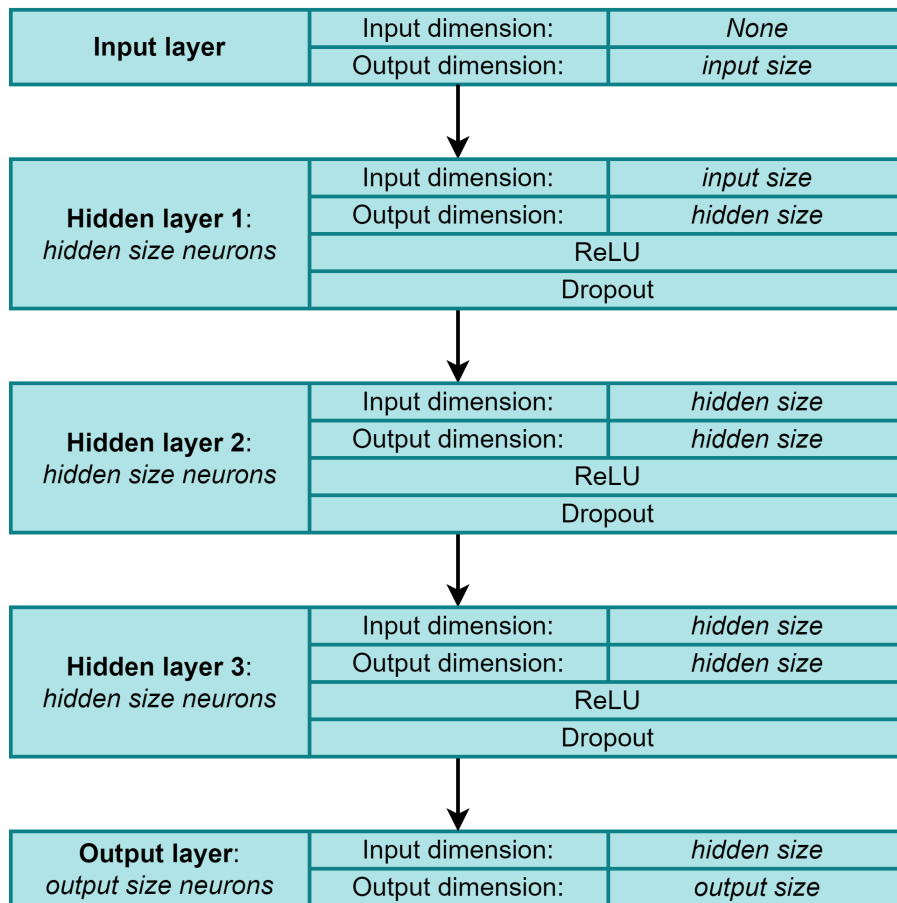 Input layer
Input dimension: None
Output dimension: input size
Hidden layer 1:
hidden size neurons
Input dimension: input size
Output dimension: hidden size
ReLU
Dropout
Hidden layer 2:
hidden size neurons
Input dimension: hidden size
Output dimension: hidden size
ReLU
Dropout
Hidden layer 3:
hidden size neurons
Input dimension: hidden size
Output dimension: hidden size
ReLU
Dropout
Output layer:
output size neurons
Input dimension: hidden size
Output dimension: output size